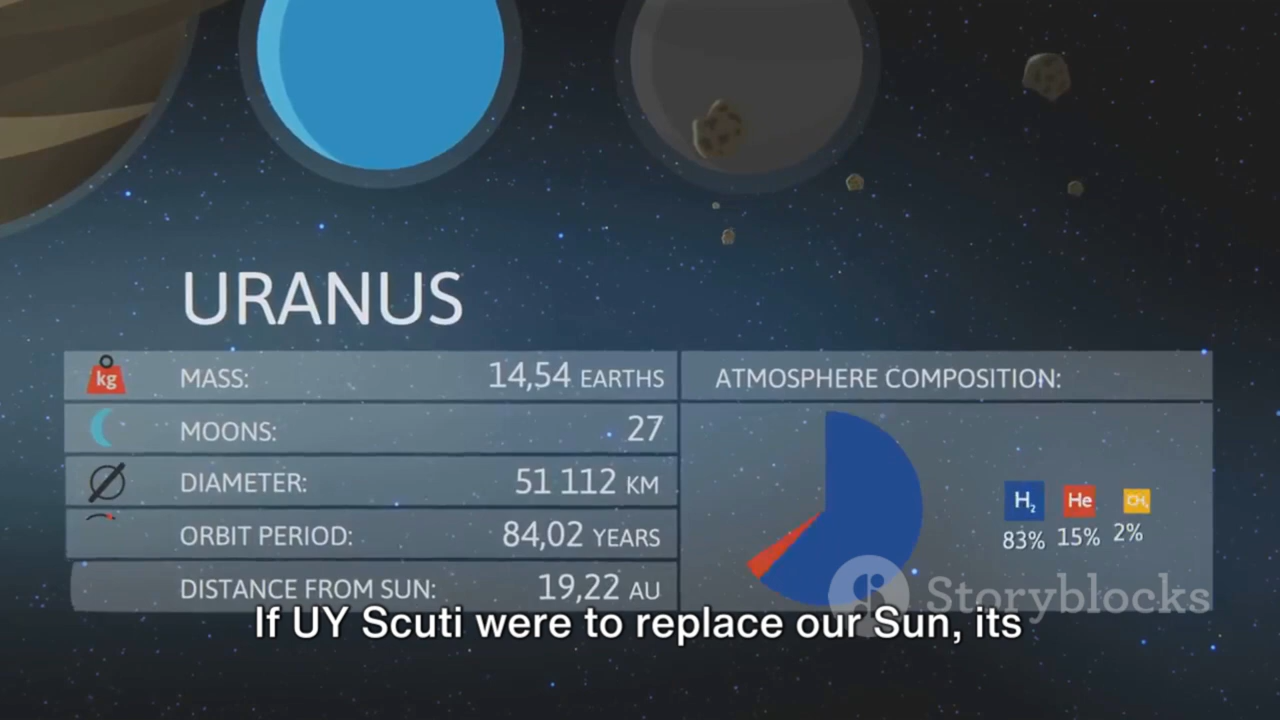 URANUS
kg
MASS: 14,54 EARTHS
MOONS: 27
DIAMETER: 51 112 KM
ORBIT PERIOD: 84,02 YEARS
DISTANCE FROM SUN: 19,22 AU
ATMOSPHERE COMPOSITION:
H₂ He CH₄
83% 15% 2%
Storyblocks
If UY Scuti were to replace our Sun, its